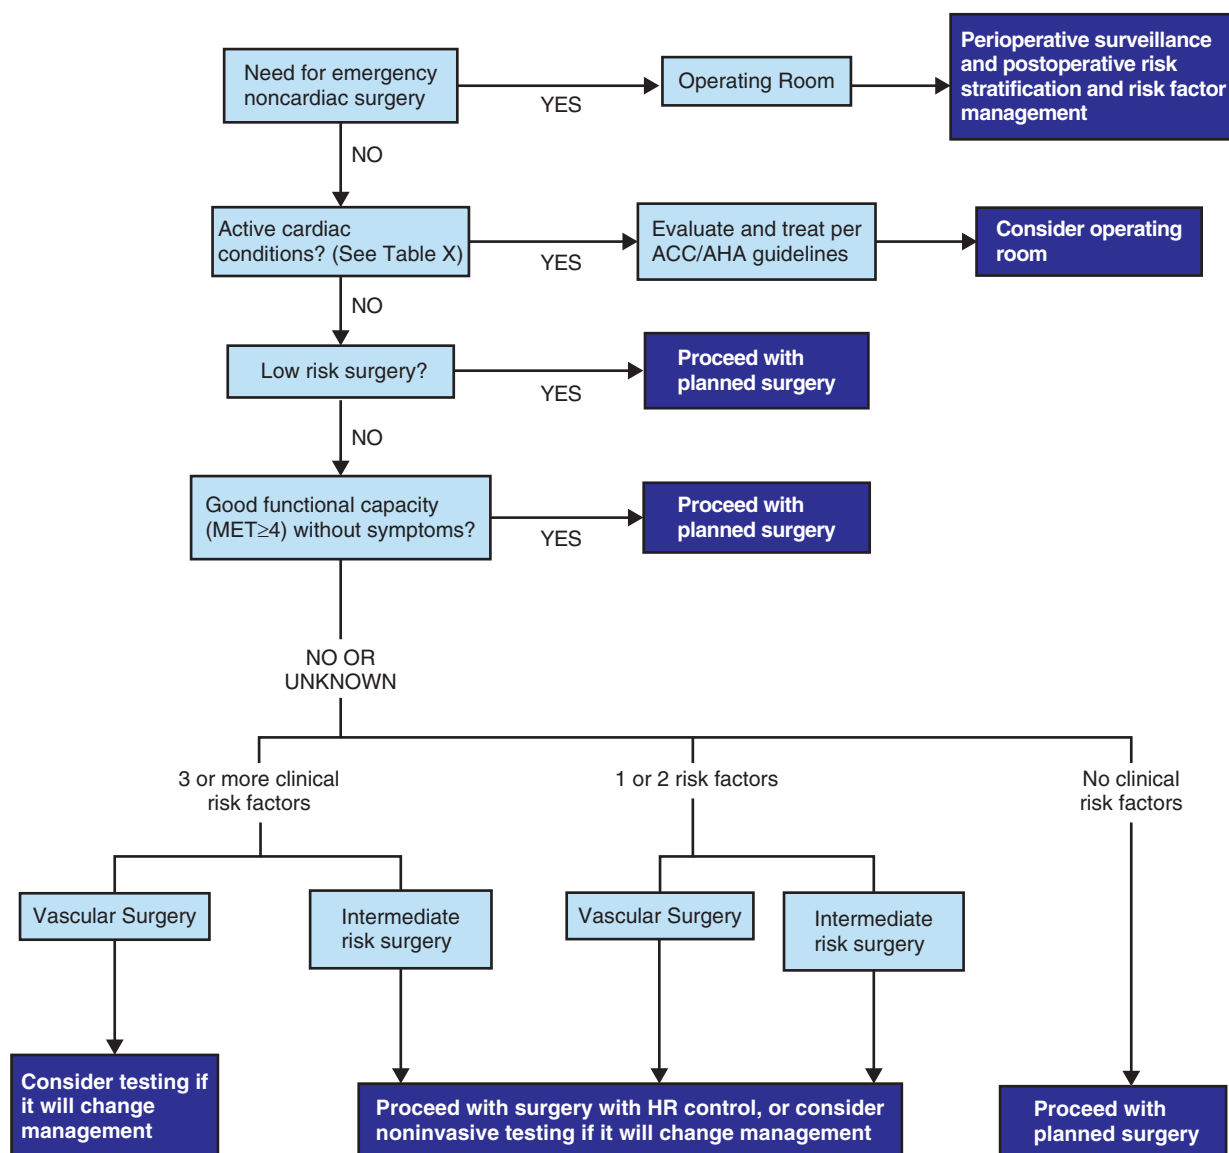 Need for emergency
noncardiac surgery
YES
Operating Room
Perioperative surveillance
and postoperative risk
stratification and risk factor
management
NO
Active cardiac
conditions? (See Table X)
YES
Evaluate and treat per
ACC/AHA guidelines
Consider operating
room
NO
Low risk surgery?
YES
Proceed with
planned surgery
NO
Good functional capacity
(MET≥4) without symptoms?
YES
Proceed with
planned surgery
NO OR
UNKNOWN
3 or more clinical
risk factors
1 or 2 risk factors
No clinical
risk factors
Vascular Surgery
Intermediate
risk surgery
Vascular Surgery
Intermediate
risk surgery
Consider testing if
it will change
management
Proceed with surgery with HR control, or consider
noninvasive testing if it will change management
Proceed with
planned surgery